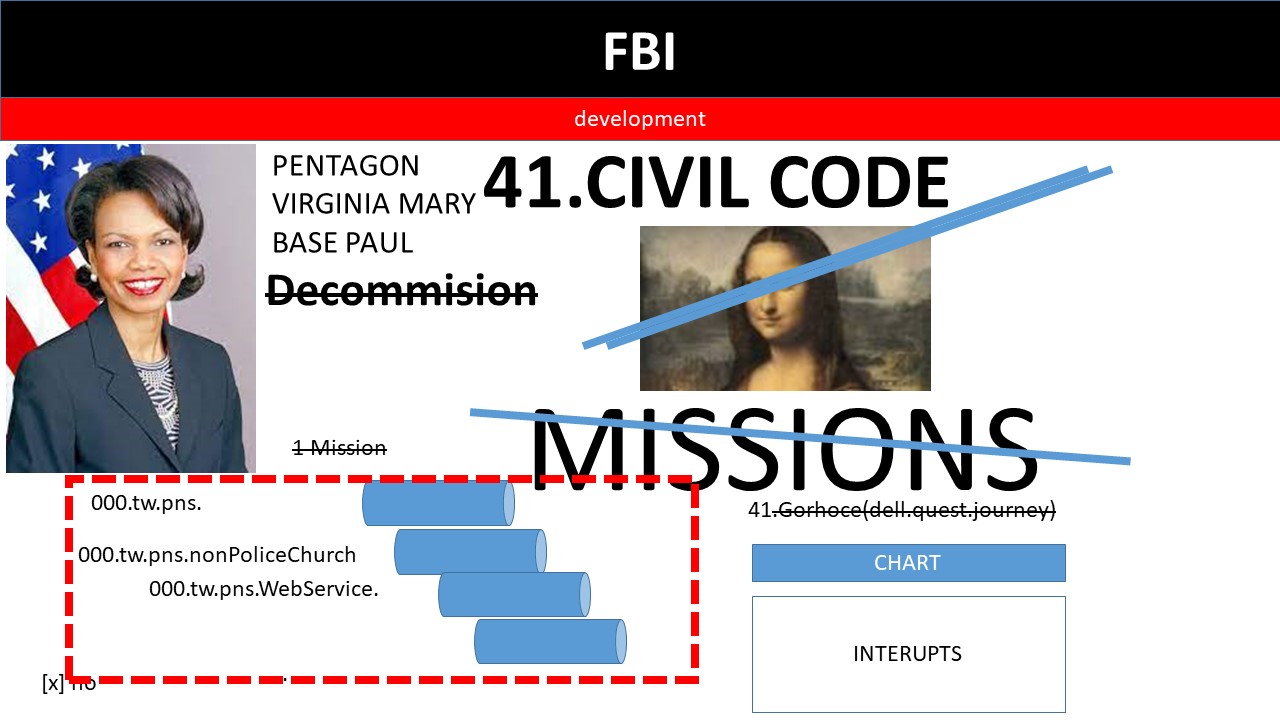 FBI
development
PENTAGON
VIRGINIA MARY
BASE PAUL
Decommision
41.CIVIL CODE
1 Mission
MISSIONS
41.Gorhoce(dell.quest.journey)
000.tw.pns.
000.tw.pns.nonPoliceChurch
000.tw.pns.WebService.
CHART
INTERUPTS
[x] no
.